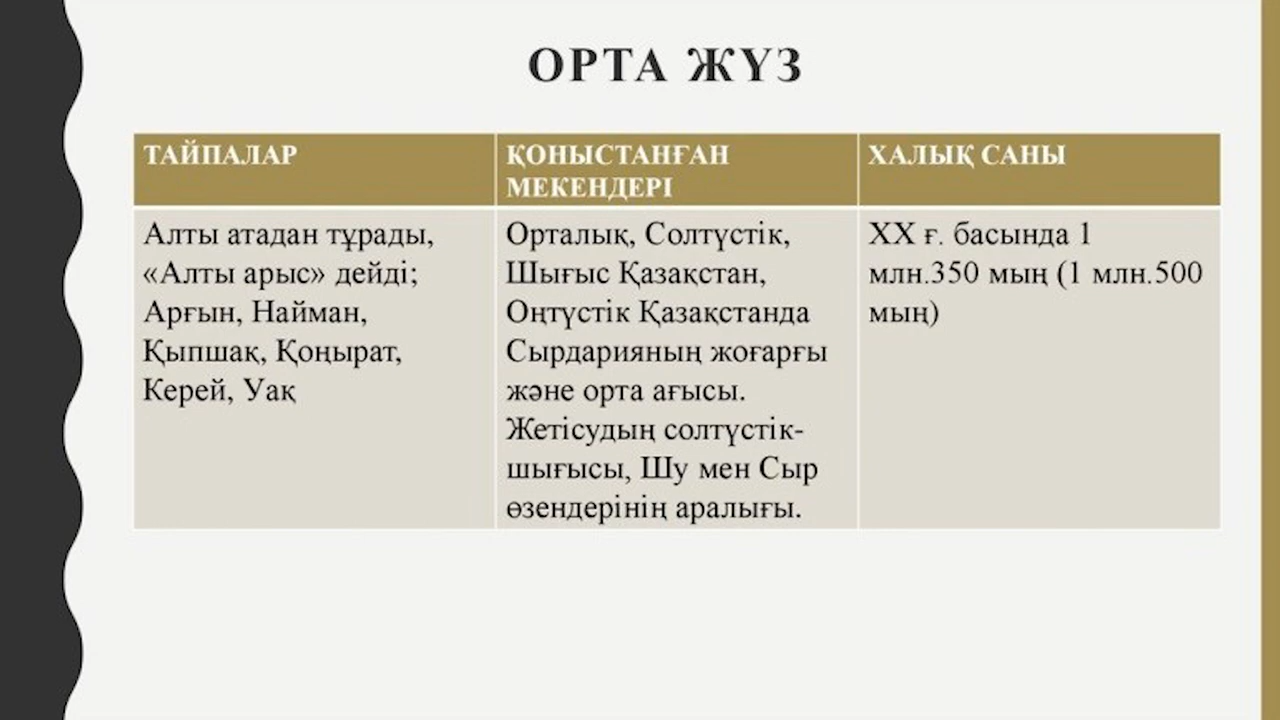 ОРТА ЖҮЗ
ТАЙПАЛАР
ҚОНЫСТАНҒАН
МЕКЕНДЕРІ
ХАЛЫҚ САНЫ
Алты атадан тұрады,
«Алты арыс» дейді;
Арғын, Найман,
Қыпшақ, Қоңырат,
Керей, Уақ
Орталық, Солтүстік,
Шығыс Қазақстан,
Оңтүстік Қазақстанда
Сырдарияның жоғарғы
және орта ағысы.
Жетісудың солтүстік-
шығысы, Шу мен Сыр
өзендерінің аралығы.
XX ғ. басында 1
млн.350 мың (1 млн.500
мың)